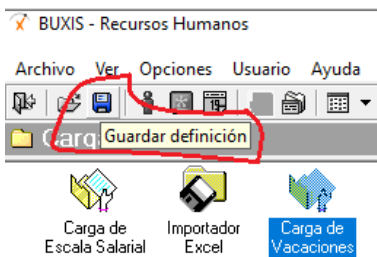 BUXIS - Recursos Humanos
Archivo Ver Opciones Usuario Ayuda
19
Guardar definición
Carga de
Escala Salarial
Importador
Excel
Carga de
Vacaciones